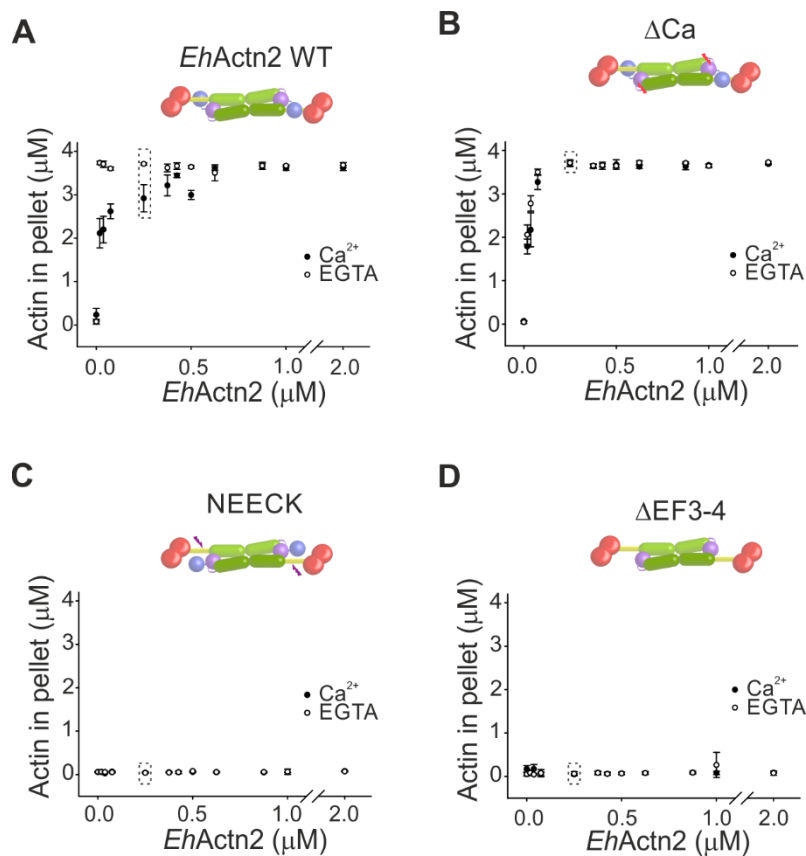 A
EhActn2 WT
Actin in pellet (μM)
4
3
2
1
0
Ca²⁺
EGTA
0.0 0.5 1.0 2.0
EhActn2 (μM)
B
ΔCa
Actin in pellet (μM)
4
3
2
1
0
Ca²⁺
EGTA
0.0 0.5 1.0 2.0
EhActn2 (μM)
C
NEECK
Actin in pellet (μM)
4
3
2
1
0
Ca²⁺
EGTA
0.0 0.5 1.0 2.0
EhActn2 (μM)
D
ΔEF3-4
Actin in pellet (μM)
4
3
2
1
0
Ca²⁺
EGTA
0.0 0.5 1.0 2.0
EhActn2 (μM)